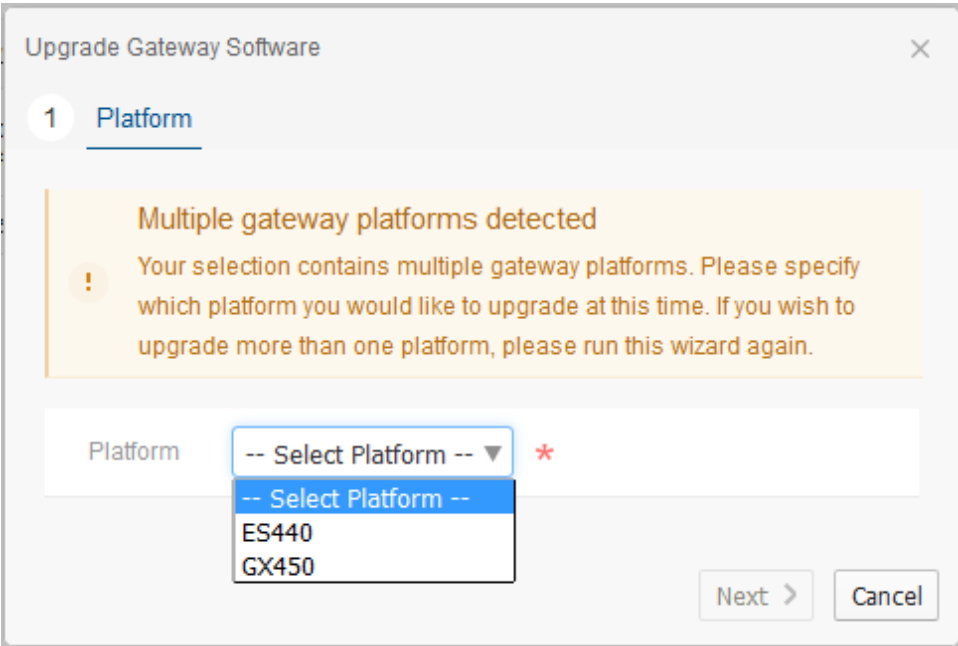 Upgrade Gateway Software
1 Platform
Multiple gateway platforms detected
!
Your selection contains multiple gateway platforms. Please specify
which platform you would like to upgrade at this time. If you wish to
upgrade more than one platform, please run this wizard again.
Platform -- Select Platform -- *
-- Select Platform --
ES440
GX450
Next > Cancel